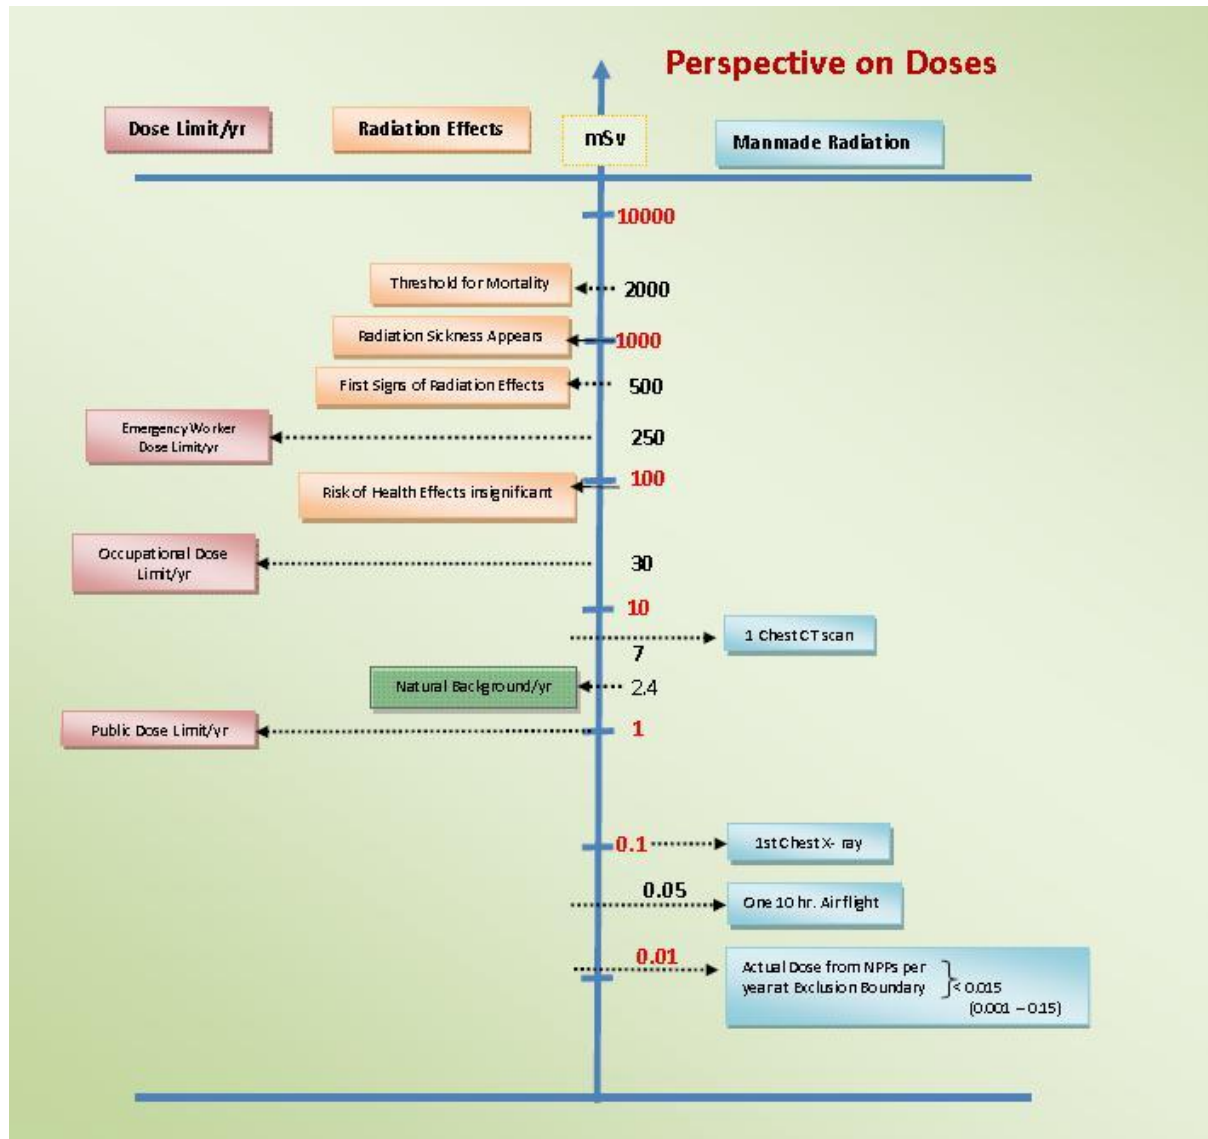 Perspective on Doses
Dose Limit/yr
Radiation Effects
mSv
Manmade Radiation
10000
Threshold for Mortality
2000
Radiation Sickness Appears
1000
First Signs of Radiation Effects
500
Emergency Worker
Dose Limit/yr
250
100
Risk of Health Effects insignificant
Occupational Dose
Limit/yr
30
10
1 Chest CT scan
7
Natural Background/yr
2.4
Public Dose Limit/yr
1
0.1
1st Chest X- ray
0.05
One 10 hr. Air flight
0.01
Actual Dose from NPPs per
year at Exclusion Boundary
< 0.015
(0.001 – 0.15)